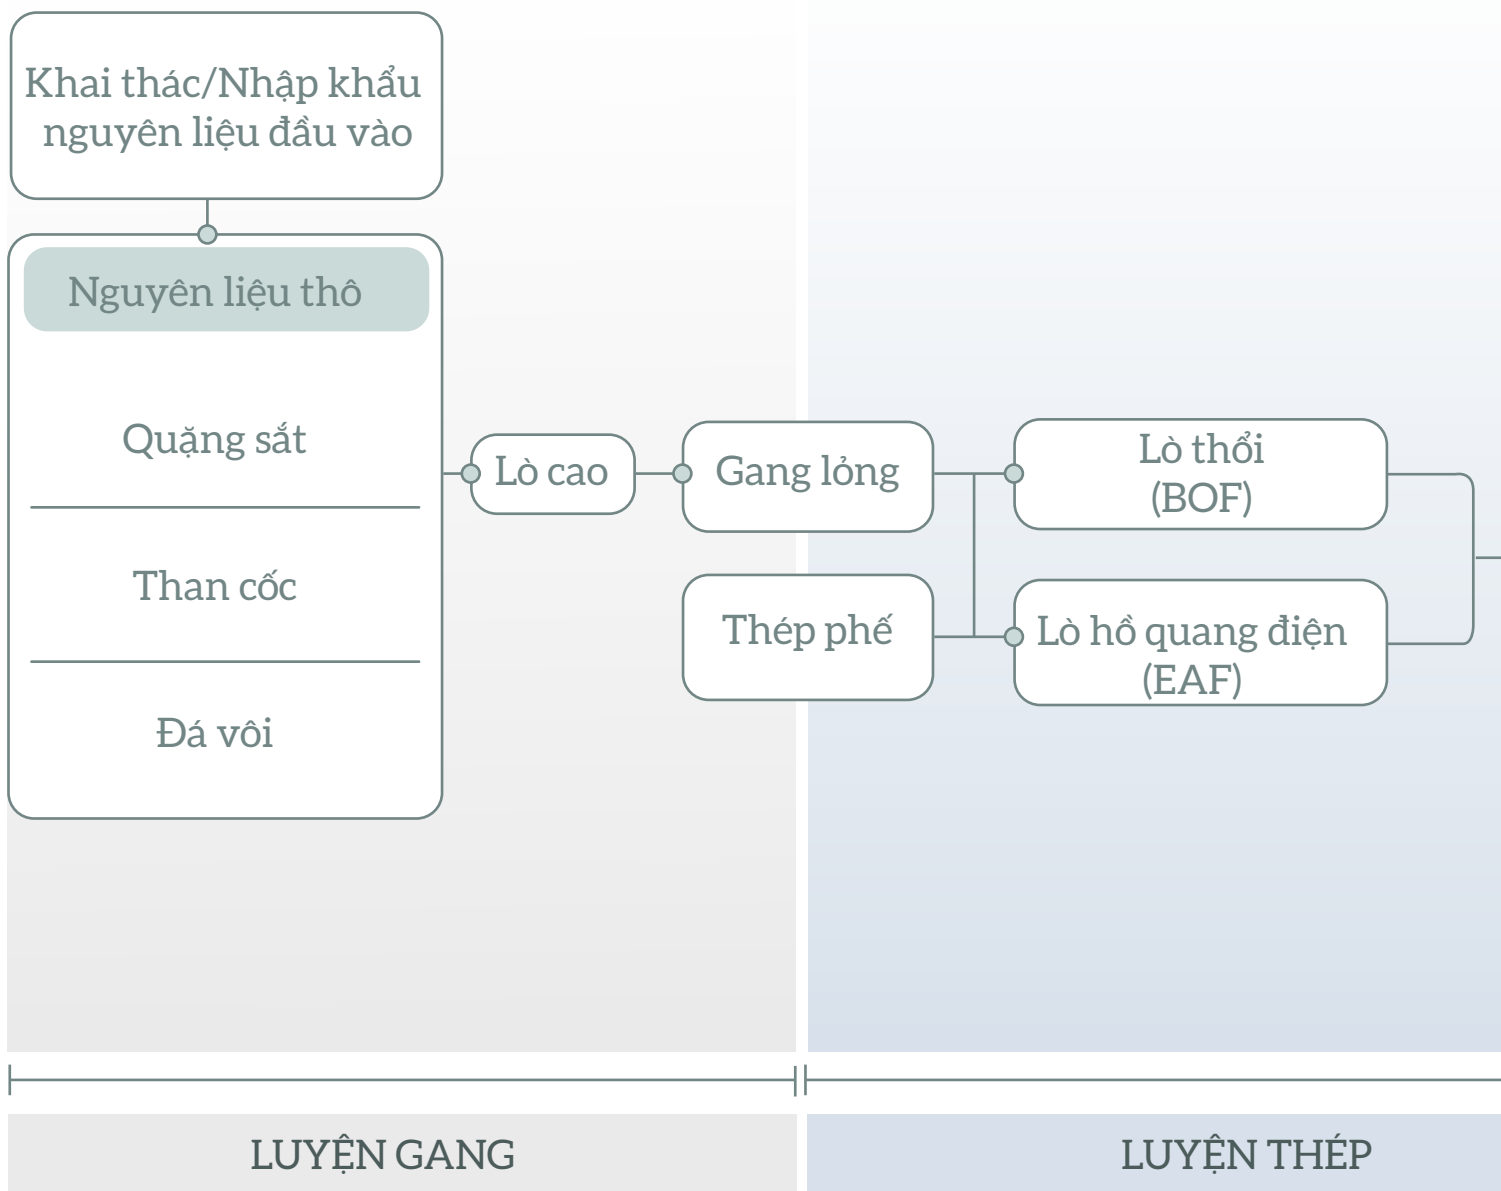 Khai thác/Nhập khẩu
nguyên liệu đầu vào
Nguyên liệu thô
Quặng sắt
Than cốc
Đá vôi
Lò cao
Gang lỏng
Thép phế
Lò thổi
(BOF)
Lò hồ quang điện
(EAF)
LUYỆN GANG
LUYỆN THÉP